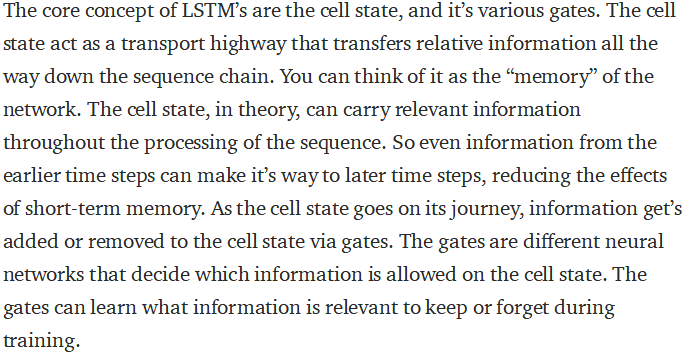 The core concept of LSTM’s are the cell state, and it’s various gates. The cell
state act as a transport highway that transfers relative information all the
way down the sequence chain. You can think of it as the “memory” of the
network. The cell state, in theory, can carry relevant information
throughout the processing of the sequence. So even information from the
earlier time steps can make it’s way to later time steps, reducing the effects
of short-term memory. As the cell state goes on its journey, information get’s
added or removed to the cell state via gates. The gates are different neural
networks that decide which information is allowed on the cell state. The
gates can learn what information is relevant to keep or forget during
training.